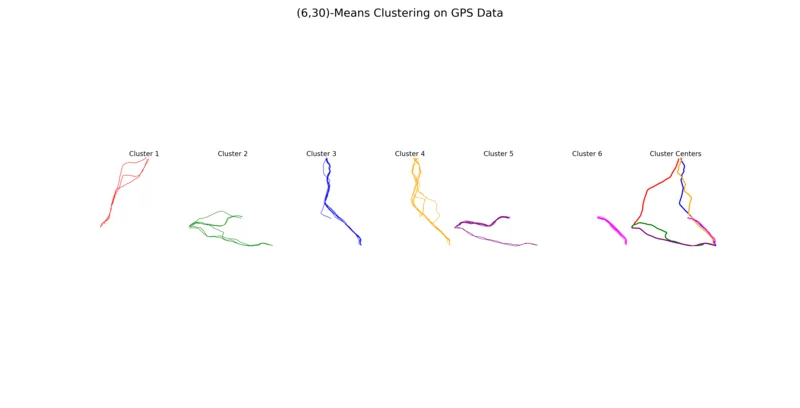 (6,30)-Means Clustering on GPS Data
Cluster 1
Cluster 2
Cluster 3
Cluster 4
Cluster 5
Cluster 6
Cluster Centers